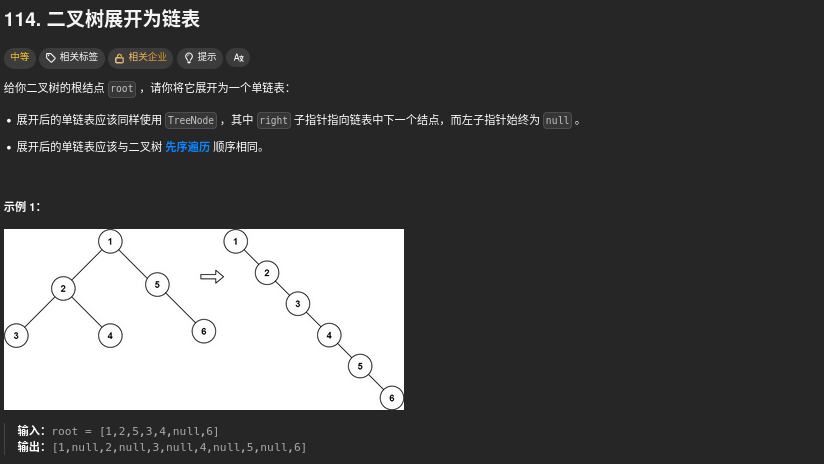 114. 二叉树展开为链表
中等 相关标签 相关企业 提示 Aあ
给你二叉树的根结点 root ，请你将它展开为一个单链表：
• 展开后的单链表应该同样使用 TreeNode ，其中 right 子指针指向链表中下一个结点，而左子指针始终为 null 。
• 展开后的单链表应该与二叉树 先序遍历 顺序相同。
示例 1：
1 1
2 5 2
3 4 6 3
4
5
6
输入：root = [1,2,5,3,4,null,6]
输出：[1,null,2,null,3,null,4,null,5,null,6]